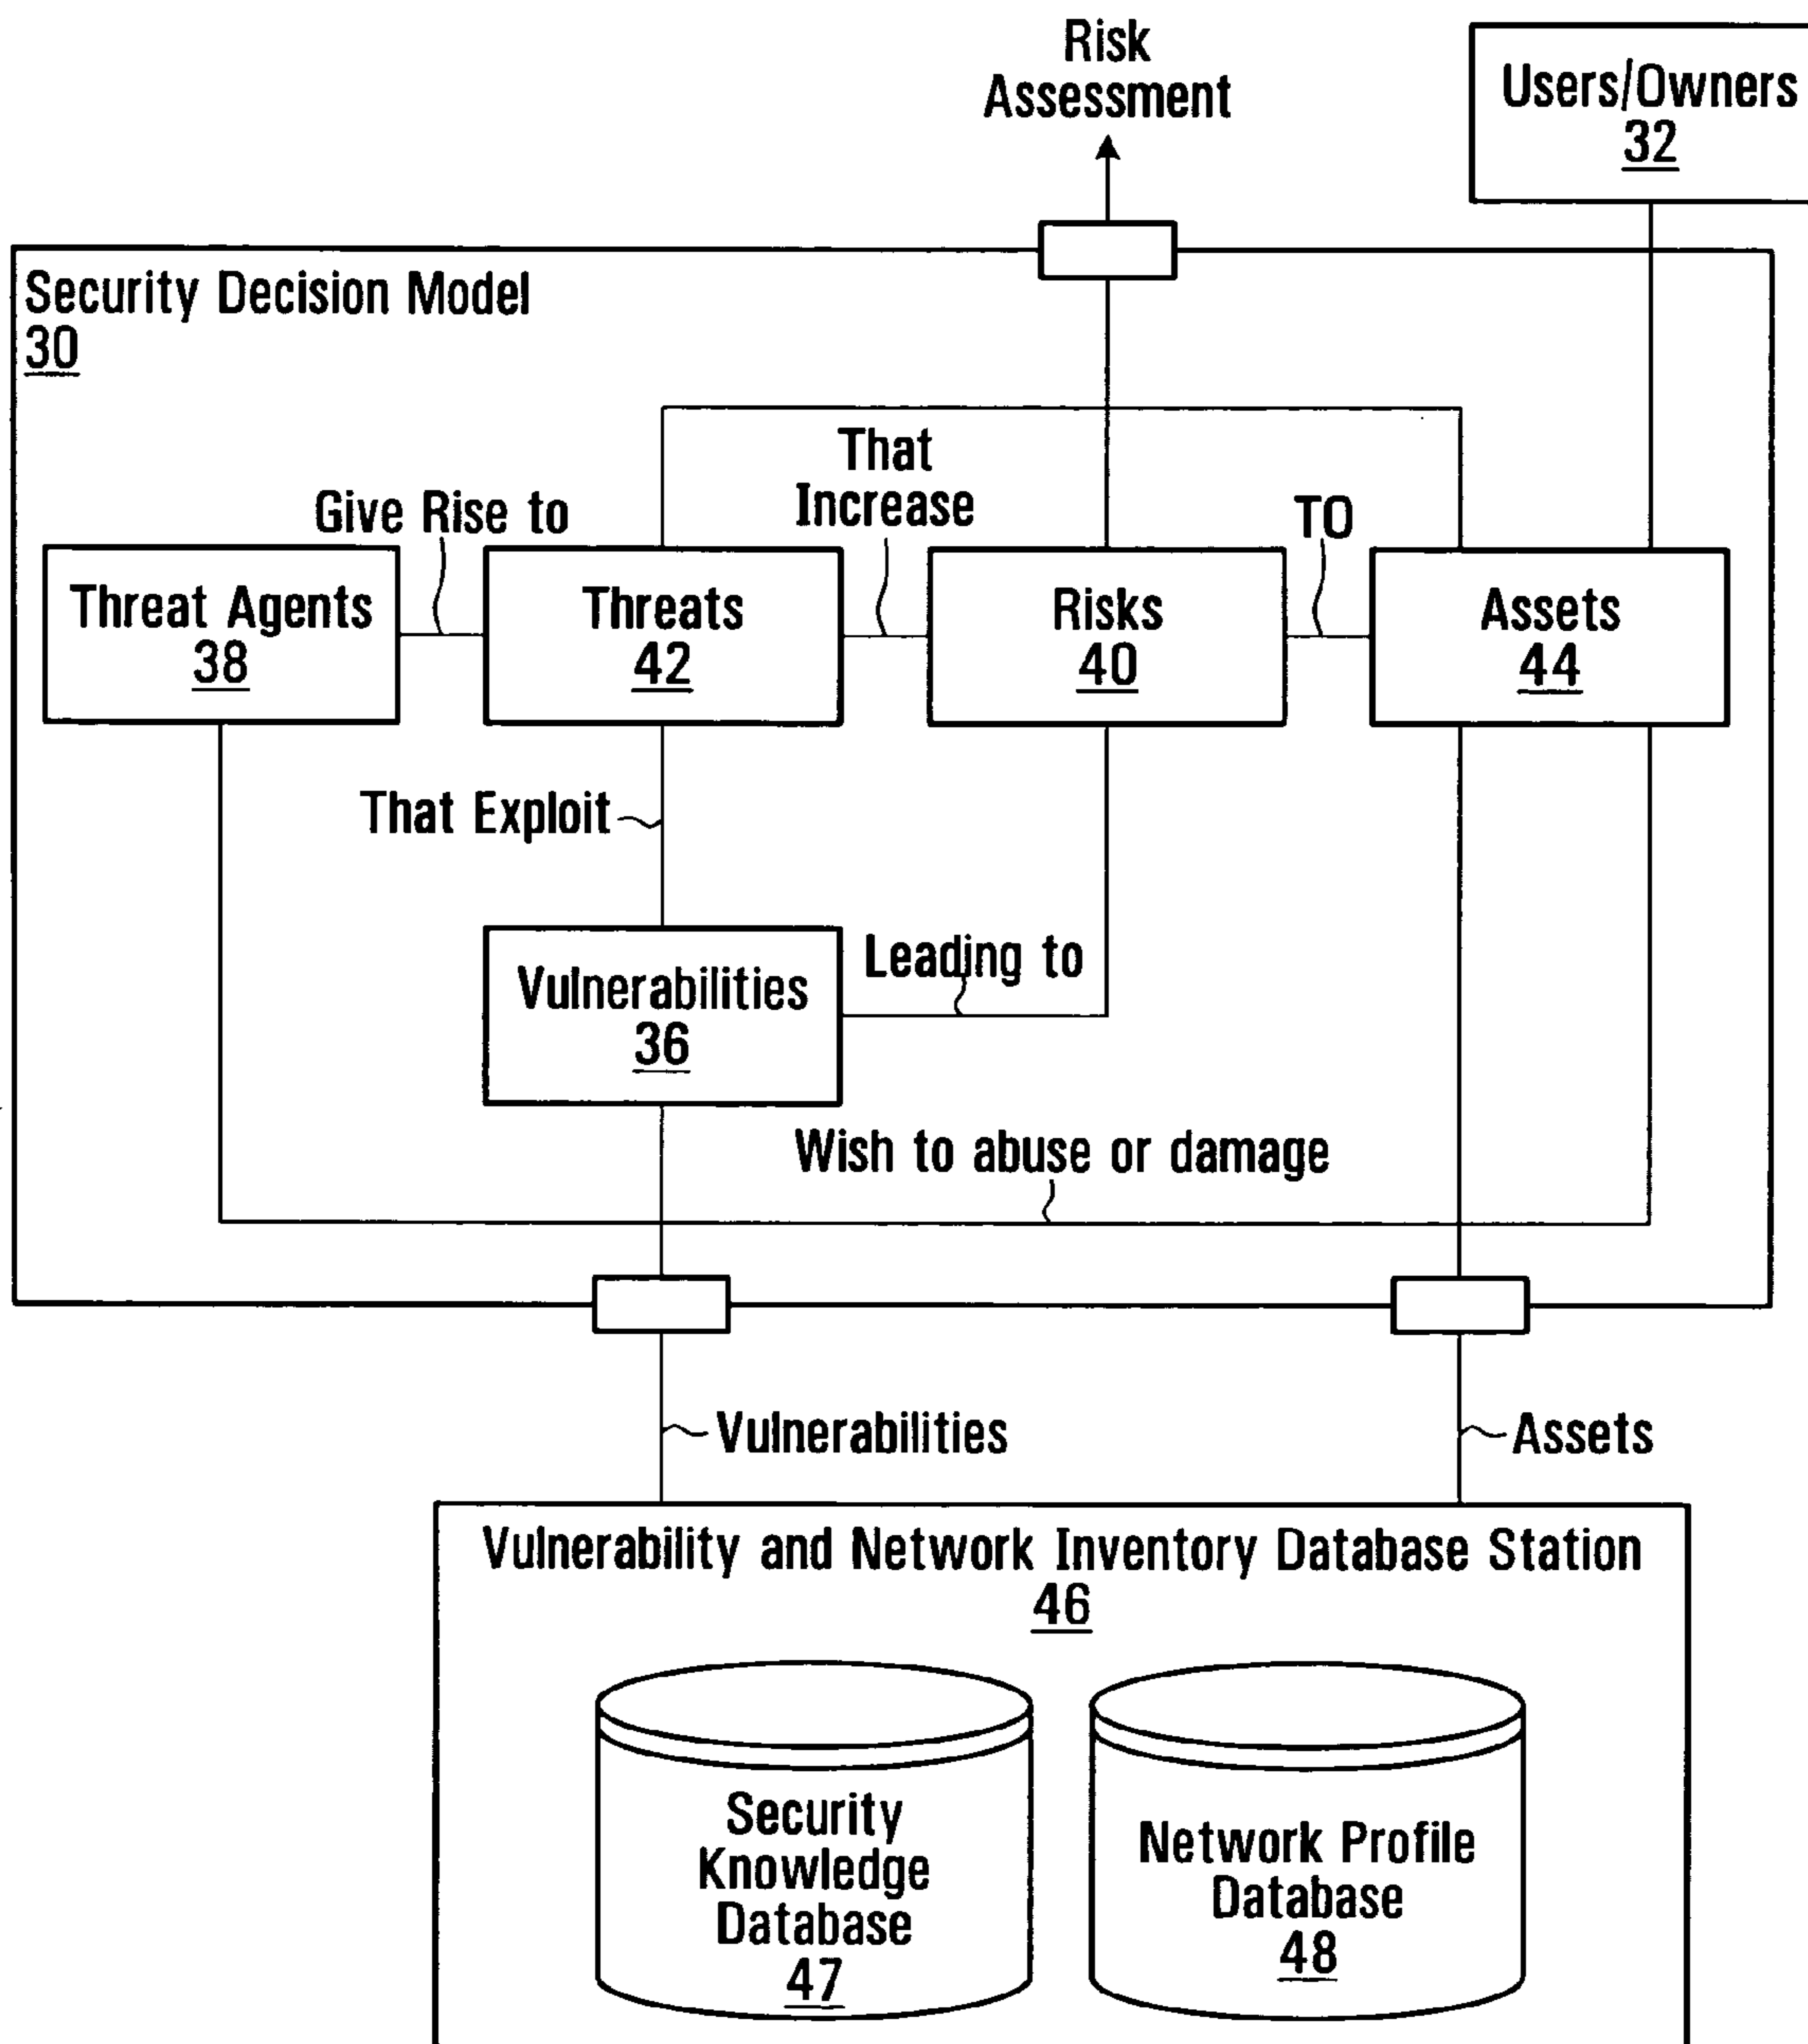 Risk
Assessment
Users/Owners
32
Security Decision Model
30
That
Increase
Give Rise to
TO
Threat Agents
38
Threats
42
Risks
40
Assets
44
That Exploit
Leading to
Vulnerabilities
36
Wish to abuse or damage
Vulnerabilities
Assets
Vulnerability and Network Inventory Database Station
46
Security
Knowledge
Database
47
Network Profile
Database
48